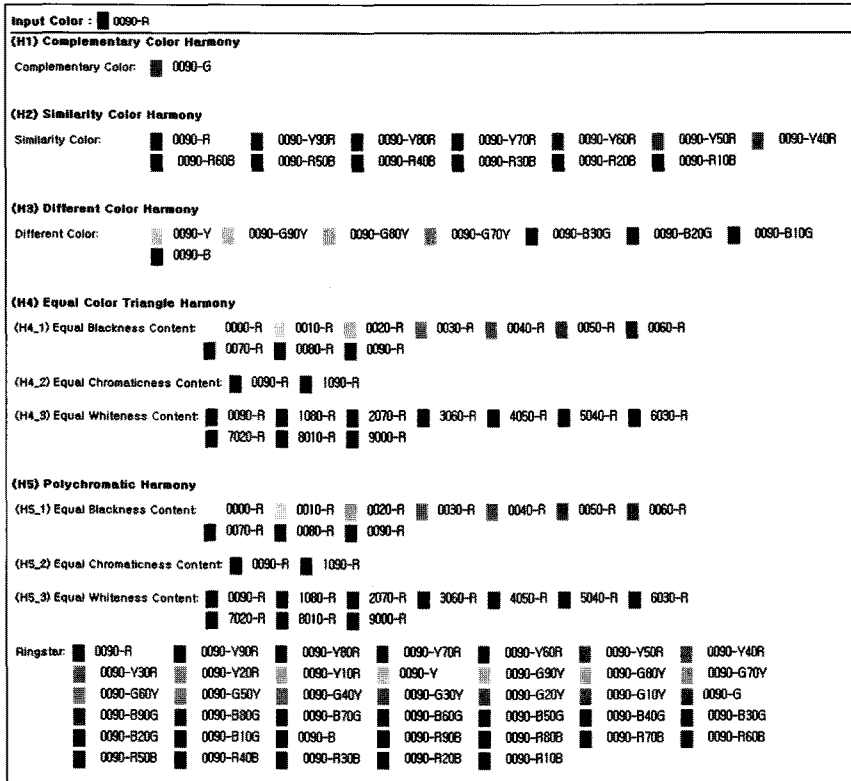 Input Color : 0090-R
(H1) Complementary Color Harmony
Complementary Color: 0090-G
(H2) Similarity Color Harmony
Similarity Color: 0090-R 0090-Y90R 0090-Y80R 0090-Y70R 0090-Y60R 0090-Y50R 0090-Y40R
0090-R60B 0090-R50B 0090-R40B 0090-R30B 0090-R20B 0090-R10B
(H3) Different Color Harmony
Different Color: 0090-Y 0090-G90Y 0090-G80Y 0090-G70Y 0090-B30G 0090-B20G 0090-B10G
0090-B
(H4) Equal Color Triangle Harmony
(H4_1) Equal Blackness Content: 0000-R 0010-R 0020-R 0030-R 0040-R 0050-R 0060-R
0070-R 0080-R 0090-R
(H4_2) Equal Chromaticness Content: 0090-R 1090-R
(H4_3) Equal Whiteness Content: 0090-R 1080-R 2070-R 3060-R 4050-R 5040-R 6030-R
7020-R 8010-R 9000-R
(H5) Polychromatic Harmony
(H5_1) Equal Blackness Content: 0000-R 0010-R 0020-R 0030-R 0040-R 0050-R 0060-R
0070-R 0080-R 0090-R
(H5_2) Equal Chromaticness Content: 0090-R 1090-R
(H5_3) Equal Whiteness Content: 0090-R 1080-R 2070-R 3060-R 4050-R 5040-R 6030-R
7020-R 8010-R 9000-R
Ringstar: 0090-R 0090-Y90R 0090-Y80R 0090-Y70R 0090-Y60R 0090-Y50R 0090-Y40R
0090-Y30R 0090-Y20R 0090-Y10R 0090-Y 0090-G90Y 0090-G80Y 0090-G70Y
0090-G60Y 0090-G50Y 0090-G40Y 0090-G30Y 0090-G20Y 0090-G10Y 0090-G
0090-B90G 0090-B80G 0090-B70G 0090-B60G 0090-B50G 0090-B40G 0090-B30G
0090-B20G 0090-B10G 0090-B 0090-R90B 0090-R80B 0090-R70B 0090-R60B
0090-R50B 0090-R40B 0090-R30B 0090-R20B 0090-R10B